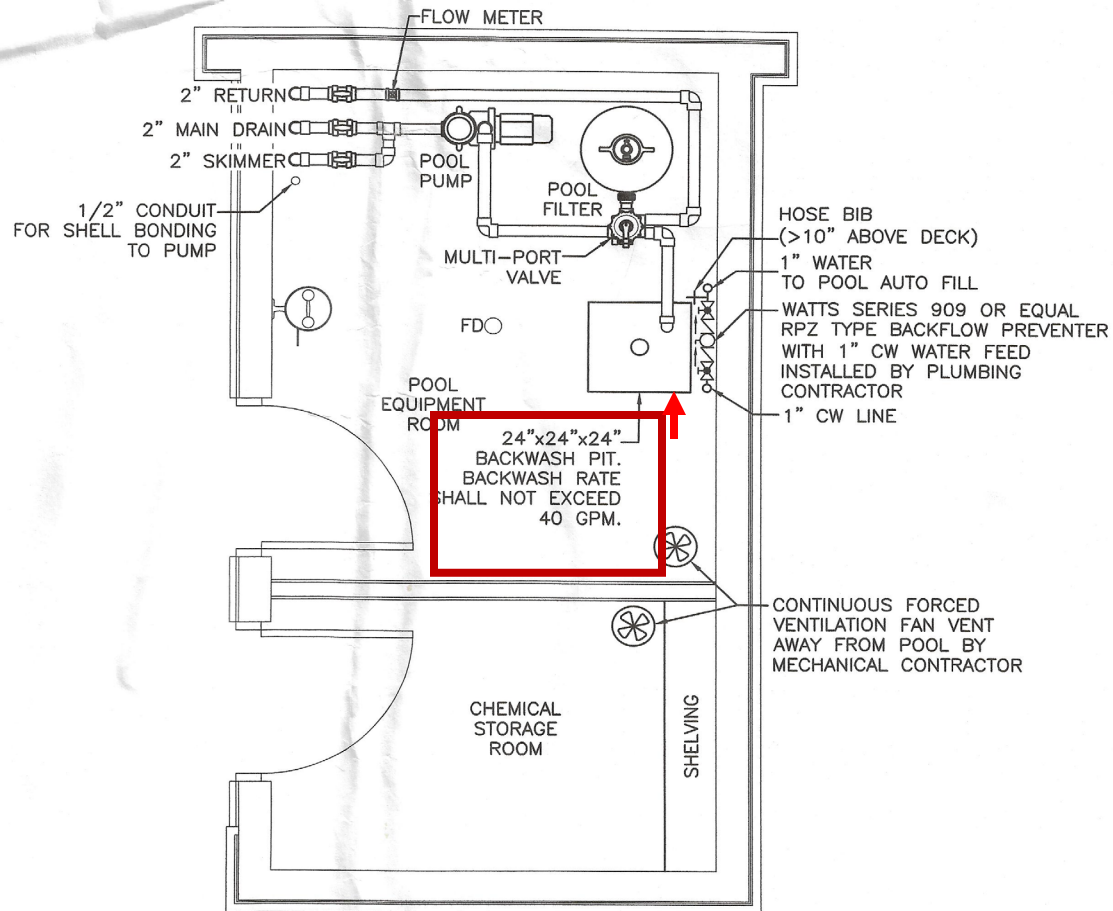 FLOW METER
2" RETURN
2" MAIN DRAIN
2" SKIMMER
POOL
PUMP
1/2" CONDUIT
FOR SHELL BONDING
TO PUMP
POOL
FILTER
MULTI-PORT
VALVE
HOSE BIB
(>10" ABOVE DECK)
1" WATER
TO POOL AUTO FILL
WATTS SERIES 909 OR EQUAL
RPZ TYPE BACKFLOW PREVENTER
WITH 1" CW WATER FEED
INSTALLED BY PLUMBING
CONTRACTOR
1" CW LINE
FD
POOL
EQUIPMENT
ROOM
24"x24"x24"
BACKWASH PIT.
BACKWASH RATE
SHALL NOT EXCEED
40 GPM.
CONTINUOUS FORCED
VENTILATION FAN VENT
AWAY FROM POOL BY
MECHANICAL CONTRACTOR
CHEMICAL
STORAGE
ROOM
SHELVING